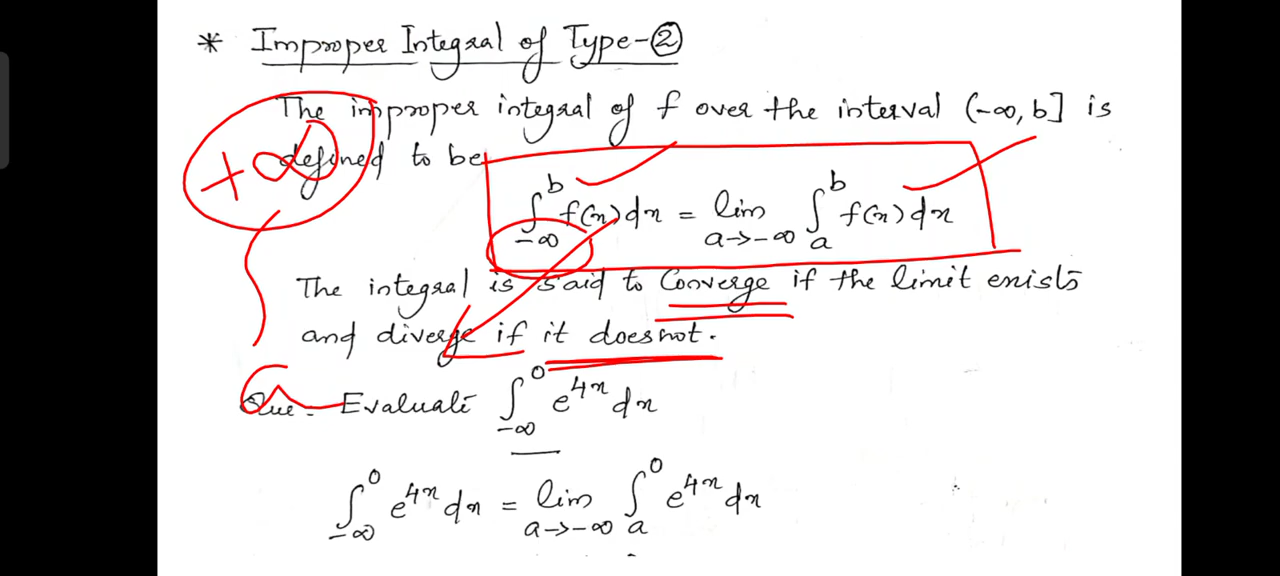 * Improper Integral of Type-②
The improper integral of f over the interval (-∞, b] is
defined to be
+∞
∫_{-∞}^{b} f(x) dx = lim_{a→-∞} ∫_{a}^{b} f(x) dx
The integral is said to Converge if the limit exists
and diverge if it does not.
Que. Evaluate ∫_{-∞}^{0} e^{4x} dx
∫_{-∞}^{0} e^{4x} dx = lim_{a→-∞} ∫_{a}^{0} e^{4x} dx